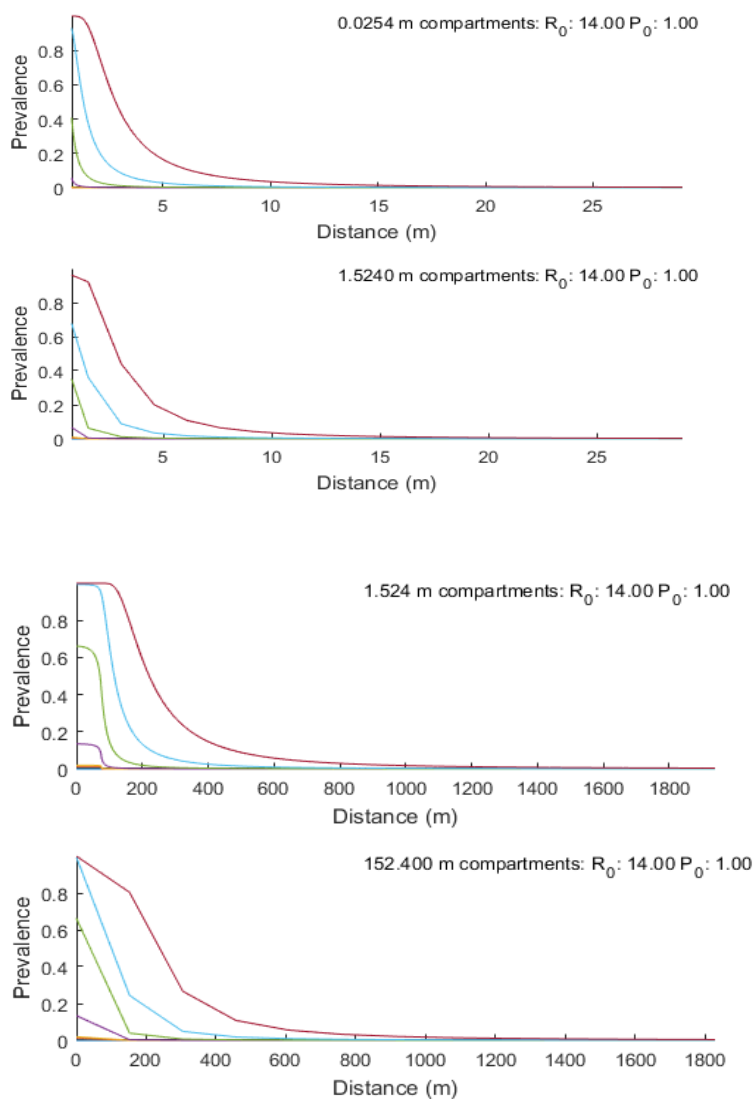 0.0254 m compartments: R0: 14.00 P0: 1.00
Prevalence
0.8
0.6
0.4
0.2
0
5 10 15 20 25
Distance (m)
1.5240 m compartments: R0: 14.00 P0: 1.00
Prevalence
0.8
0.6
0.4
0.2
0
5 10 15 20 25
Distance (m)
1.524 m compartments: R0: 14.00 P0: 1.00
Prevalence
0.8
0.6
0.4
0.2
0
0 200 400 600 800 1000 1200 1400 1600 1800
Distance (m)
152.400 m compartments: R0: 14.00 P0: 1.00
Prevalence
0.8
0.6
0.4
0.2
0
0 200 400 600 800 1000 1200 1400 1600 1800
Distance (m)